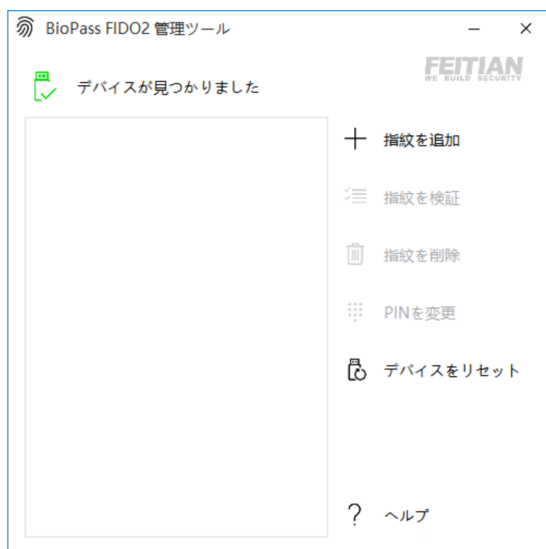 BioPass FIDO2 管理ツール
FEITIAN
WE BUILD SECURITY
デバイスが見つかりました
指紋を追加
指紋を検証
指紋を削除
PINを変更
デバイスをリセット
ヘルプ